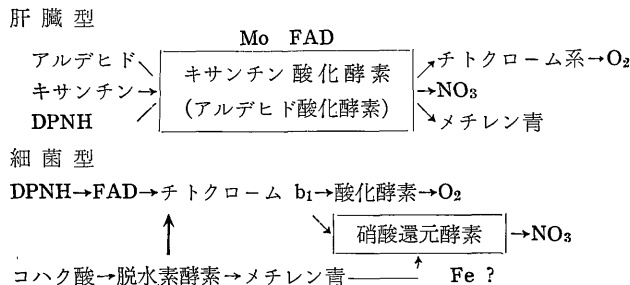 肝臓型
Mo FAD
アルデヒド
キサンチン→
DPNH
キサンチン酸化酵素
(アルデヒド酸化酵素)
チトクローム系→O₂
→NO₃
メチレン青
細菌型
DPNH→FAD→チトクローム b₁→酸化酵素→O₂
硝酸還元酵素 →NO₃
コハク酸→脱水素酵素→メチレン青 Fe ?